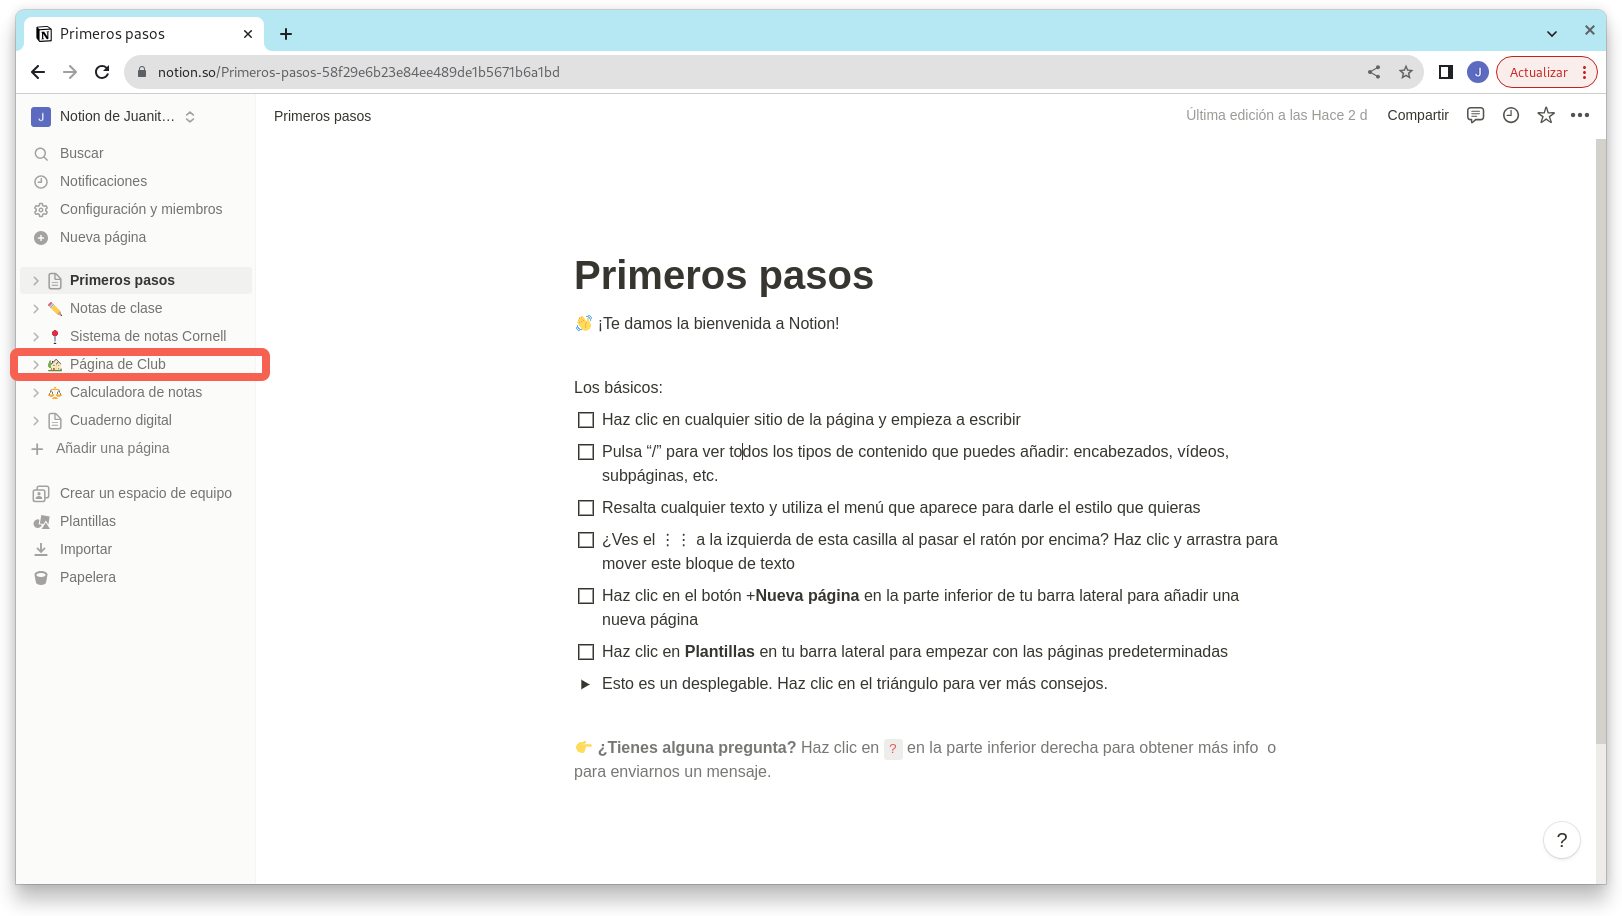 Primeros pasos
notion.so/Primeros-pasos-58f29e6b23e84ee489de1b5671b6a1bd
J
Actualizar
J
Notion de Juanit…
Primeros pasos
Última edición a las Hace 2 d
Compartir
Buscar
Notificaciones
Configuración y miembros
Nueva página
Primeros pasos
Notas de clase
Sistema de notas Cornell
Página de Club
Calculadora de notas
Cuaderno digital
Añadir una página
Crear un espacio de equipo
Plantillas
Importar
Papelera
Primeros pasos
👋 ¡Te damos la bienvenida a Notion!
Los básicos:
Haz clic en cualquier sitio de la página y empieza a escribir
Pulsa “/” para ver todos los tipos de contenido que puedes añadir: encabezados, vídeos,
subpáginas, etc.
Resalta cualquier texto y utiliza el menú que aparece para darle el estilo que quieras
¿Ves el ⋮⋮ a la izquierda de esta casilla al pasar el ratón por encima? Haz clic y arrastra para
mover este bloque de texto
Haz clic en el botón +Nueva página en la parte inferior de tu barra lateral para añadir una
nueva página
Haz clic en Plantillas en tu barra lateral para empezar con las páginas predeterminadas
Esto es un desplegable. Haz clic en el triángulo para ver más consejos.
👉 ¿Tienes alguna pregunta? Haz clic en ? en la parte inferior derecha para obtener más info o
para enviarnos un mensaje.
?